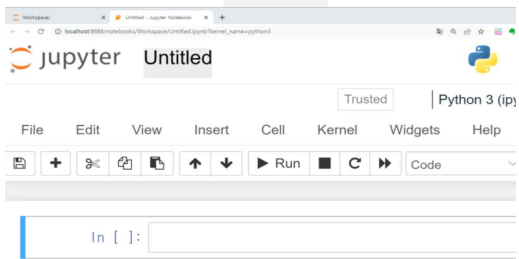 Workspace/ Untitled - Jupyter Notebook
localhost:8888/notebooks/Workspace/Untitled.ipynb?kernel_name=python3
jupyter Untitled
Trusted Python 3 (ipy
File Edit View Insert Cell Kernel Widgets Help
Run Code
In [ ]: